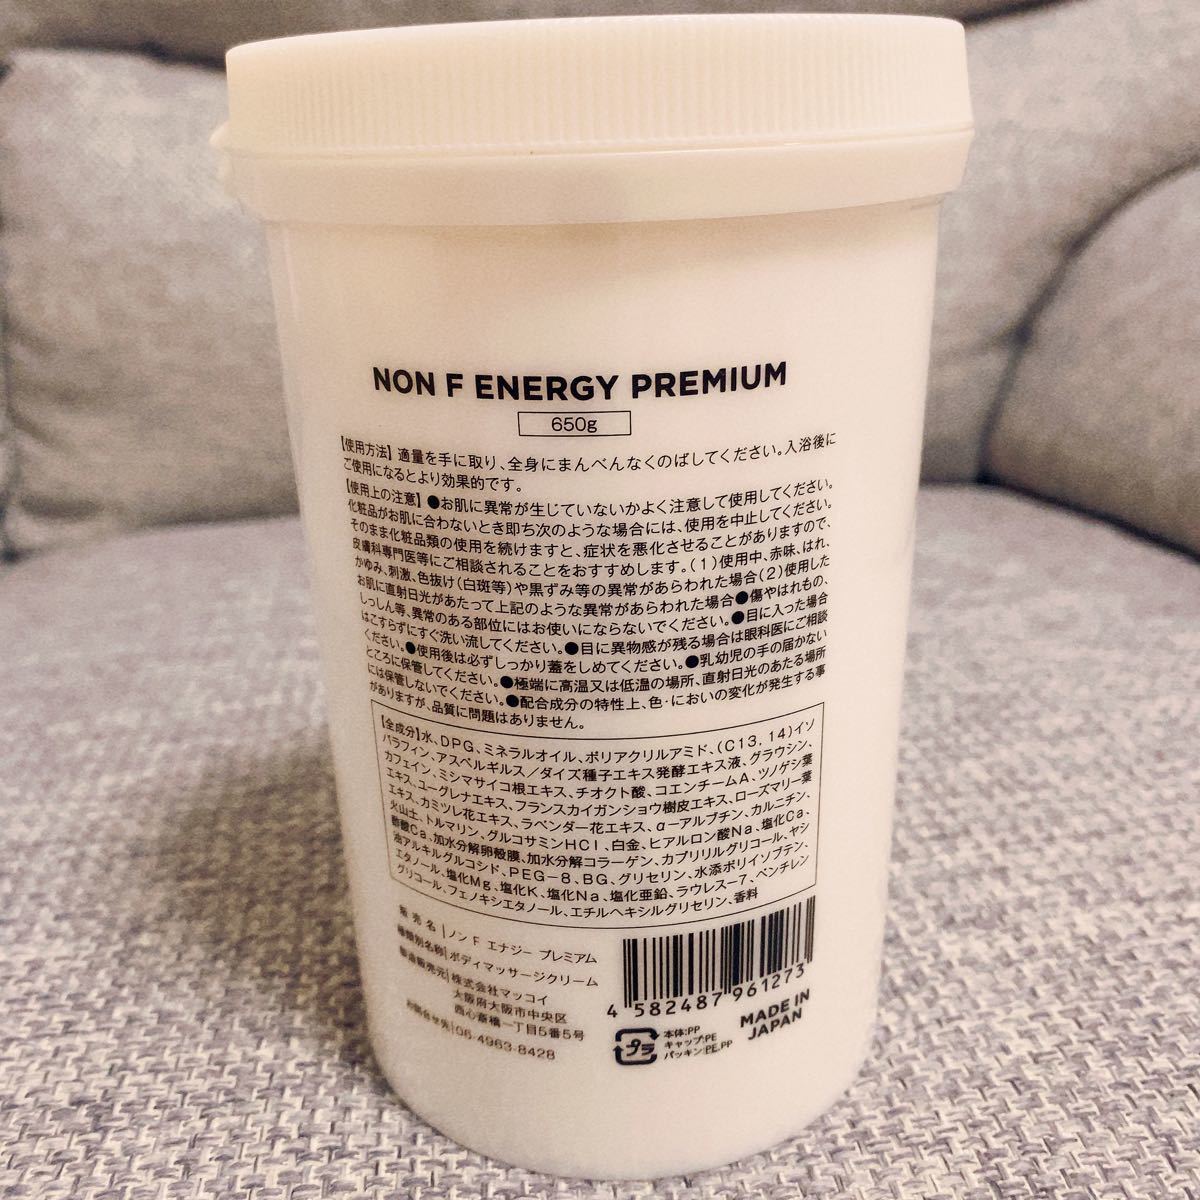 NON F ENERGY PREMIUM
650g
【使用方法】適量を手に取り、全身にまんべんなくのばしてください。入浴後に
ご使用になるとより効果的です。
【使用上の注意】●お肌に異常が生じていないかよく注意して使用してください。
化粧品がお肌に合わないとき即ち次のような場合には、使用を中止してください。
そのまま化粧品類の使用を続けますと、症状を悪化させることがありますので、
皮膚科専門医等にご相談されることをおすすめします。(1)使用中、赤味、はれ、
かゆみ、刺激、色抜け(白斑等)や黒ずみ等の異常があらわれた場合(2)使用した
お肌に直射日光があたって上記のような異常があらわれた場合●傷やはれもの、
しっしん等、異常のある部位にはお使いにならないでください。●目に入った場合
はこすらずにすぐ洗い流してください。●目に異物感が残る場合は眼科医にご相談
ください。●使用後は必ずしっかり蓋をしめてください。●乳幼児の手の届かない
ところに保管してください。●極端に高温又は低温の場所、直射日光のあたる場所
には保管しないでください。●配合成分の特性上、色・においの変化が発生する事
がありますが、品質に問題はありません。
【全成分】水、DPG、ミネラルオイル、ポリアクリルアミド、(C13,14)イソ
パラフィン、アスペルギルス/ダイズ種子エキス発酵エキス液、グラウシン、
カフェイン、ミシマサイコ根エキス、チオクト酸、コエンチームA、ツノゲシ葉
エキス、ユーグレナエキス、フランスカイガンショウ樹皮エキス、ローズマリー葉
エキス、カミツレ花エキス、ラベンダー花エキス、α-アルブチン、カルニチン、
火山土、トルマリン、グルコサミンHCl、白金、ヒアルロン酸Na、塩化Ca、
酢酸Ca、加水分解卵殻膜、加水分解コラーゲン、カプリリルグリコール、ヤシ
油アルキルグルコシド、PEG-8、BG、グリセリン、水添ポリイソブテン、
エタノール、塩化Mg、塩化K、塩化Na、塩化亜鉛、ラウレス-7、ペンチレン
グリコール、フェノキシエタノール、エチルヘキシルグリセリン、香料
販売名 ノン F エナジー プレミアム
種類別名称 ボディマッサージクリーム
製造販売元 株式会社マッコイ
大阪府大阪市中央区
西心斎橋一丁目5番5号
お問合せ先 06-4963-8428
4 582487 961273
プラ
本体:PP
キャップ:PE
パッキン:PE,PP
MADE IN
JAPAN